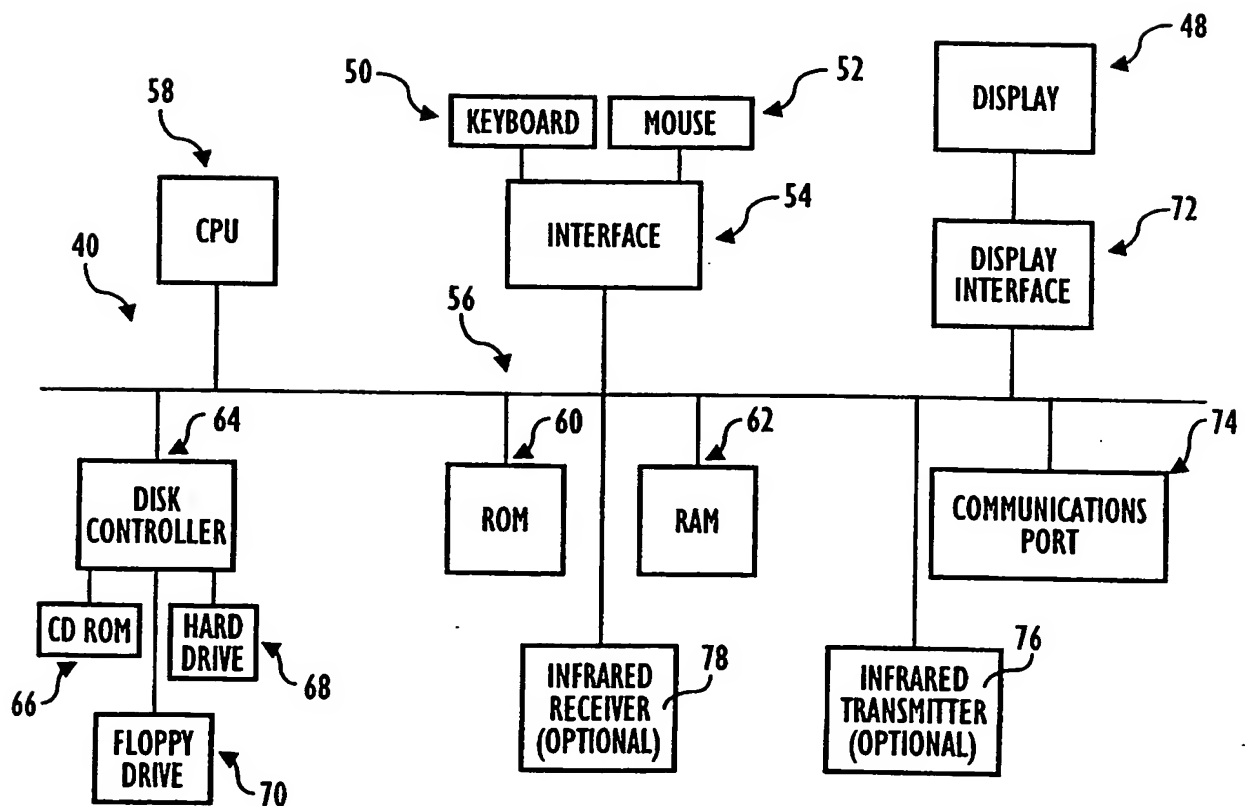 48
50
52
58
KEYBOARD
MOUSE
DISPLAY
54
CPU
INTERFACE
72
40
DISPLAY
INTERFACE
56
64
60
62
74
DISK
CONTROLLER
ROM
RAM
COMMUNICATIONS
PORT
CD ROM
HARD
DRIVE
66
68
INFRARED
RECEIVER
(OPTIONAL)
78
INFRARED
TRANSMITTER
(OPTIONAL)
76
FLOPPY
DRIVE
70